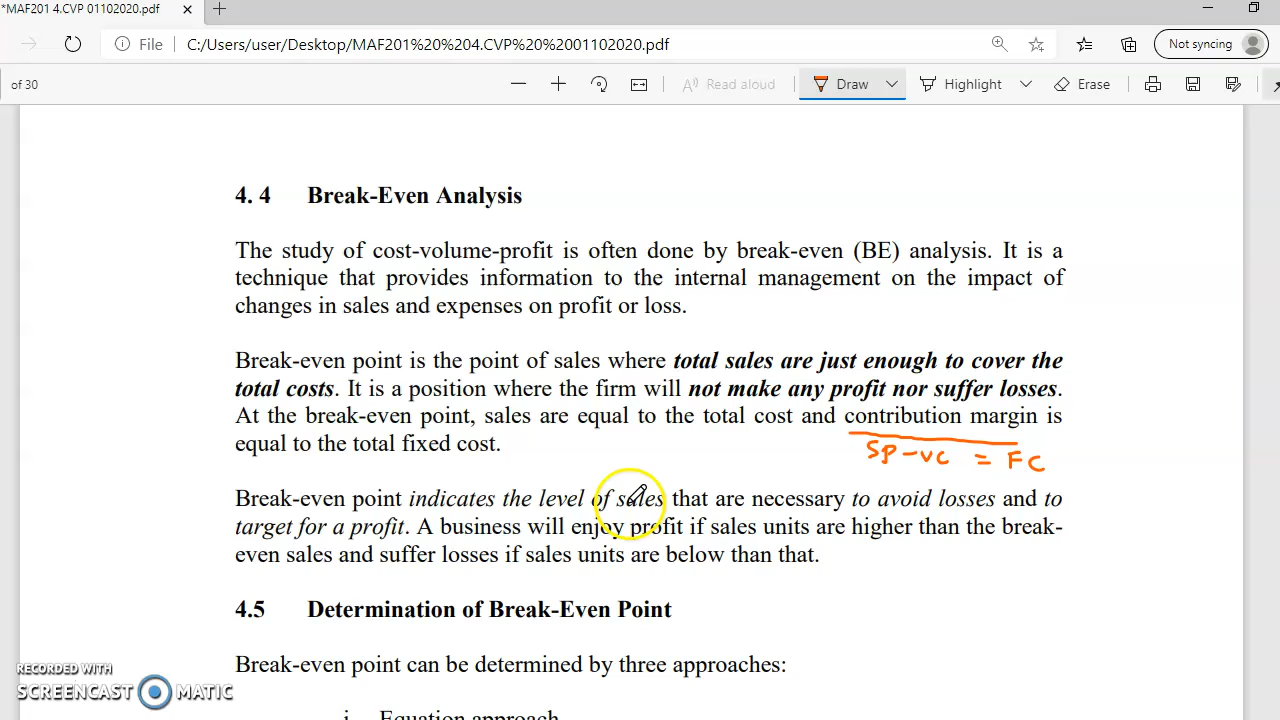 *MAF201 4.CVP 01102020.pdf
File C:/Users/user/Desktop/MAF201%20%204.CVP%20%2001102020.pdf Not syncing
of 30 Read aloud Draw Highlight Erase
4. 4 Break-Even Analysis
The study of cost-volume-profit is often done by break-even (BE) analysis. It is a
technique that provides information to the internal management on the impact of
changes in sales and expenses on profit or loss.
Break-even point is the point of sales where total sales are just enough to cover the
total costs. It is a position where the firm will not make any profit nor suffer losses.
At the break-even point, sales are equal to the total cost and contribution margin is
equal to the total fixed cost.
SP - VC = FC
Break-even point indicates the level of sales that are necessary to avoid losses and to
target for a profit. A business will enjoy profit if sales units are higher than the break-
even sales and suffer losses if sales units are below than that.
4.5 Determination of Break-Even Point
Break-even point can be determined by three approaches:
i. Equation approach
RECORDED WITH
SCREENCAST MATIC